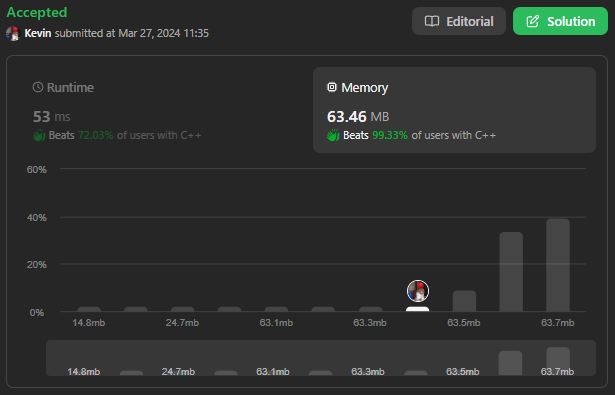 Accepted
Editorial
Solution
Kevin submitted at Mar 27, 2024 11:35
Runtime
53 ms
Beats 72.03% of users with C++
Memory
63.46 MB
Beats 99.33% of users with C++
60%
40%
20%
0%
14.8mb 24.7mb 63.1mb 63.3mb 63.5mb 63.7mb
14.8mb 24.7mb 63.1mb 63.3mb 63.5mb 63.7mb